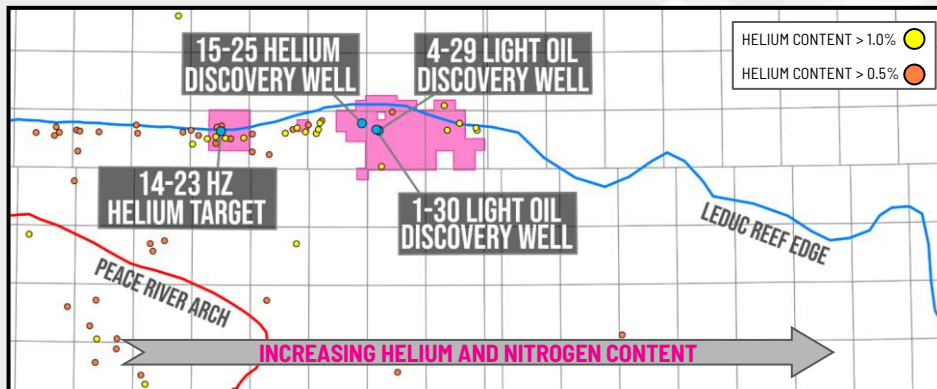 HELIUM CONTENT > 1.0%
HELIUM CONTENT > 0.5%
15-25 HELIUM
DISCOVERY WELL
4-29 LIGHT OIL
DISCOVERY WELL
14-23 HZ
HELIUM TARGET
1-30 LIGHT OIL
DISCOVERY WELL
LEDUC REEF EDGE
PEACE RIVER ARCH
INCREASING HELIUM AND NITROGEN CONTENT